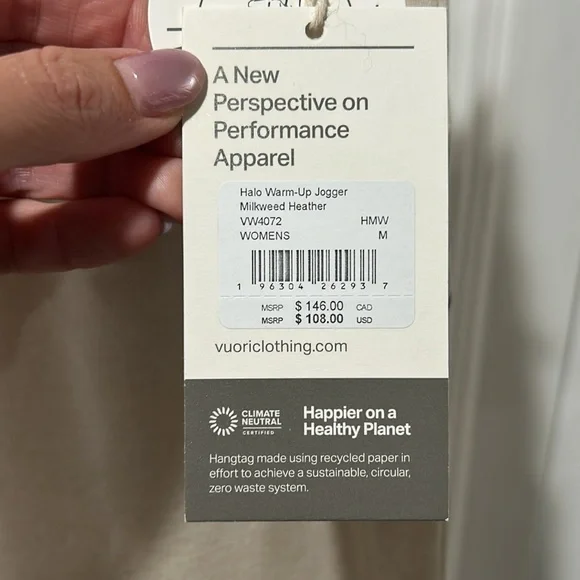 A New
Perspective on
Performance
Apparel
Halo Warm-Up Jogger
Milkweed Heather
VW4072 HMW
WOMENS M
1 96304 26293 7
MSRP $ 146.00 CAD
MSRP $ 108.00 USD
vuoriclothing.com
CLIMATE
NEUTRAL
CERTIFIED
Happier on a
Healthy Planet
Hangtag made using recycled paper in
effort to achieve a sustainable, circular,
zero waste system.